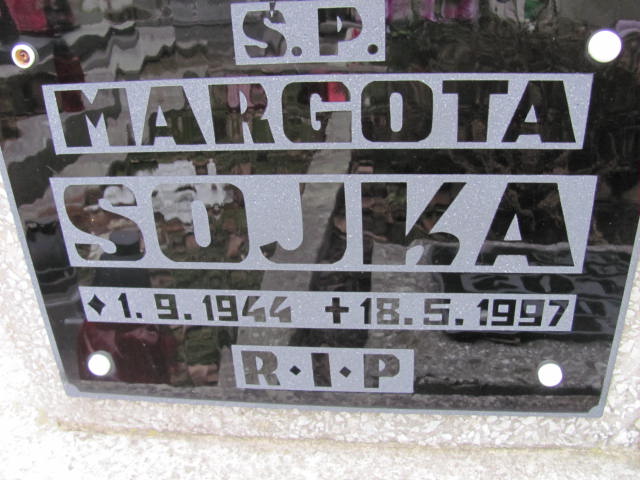 Ś.P.
MARGOTA
SOJKA
⬧1.9.1944 +18.5.1997
R·I·P